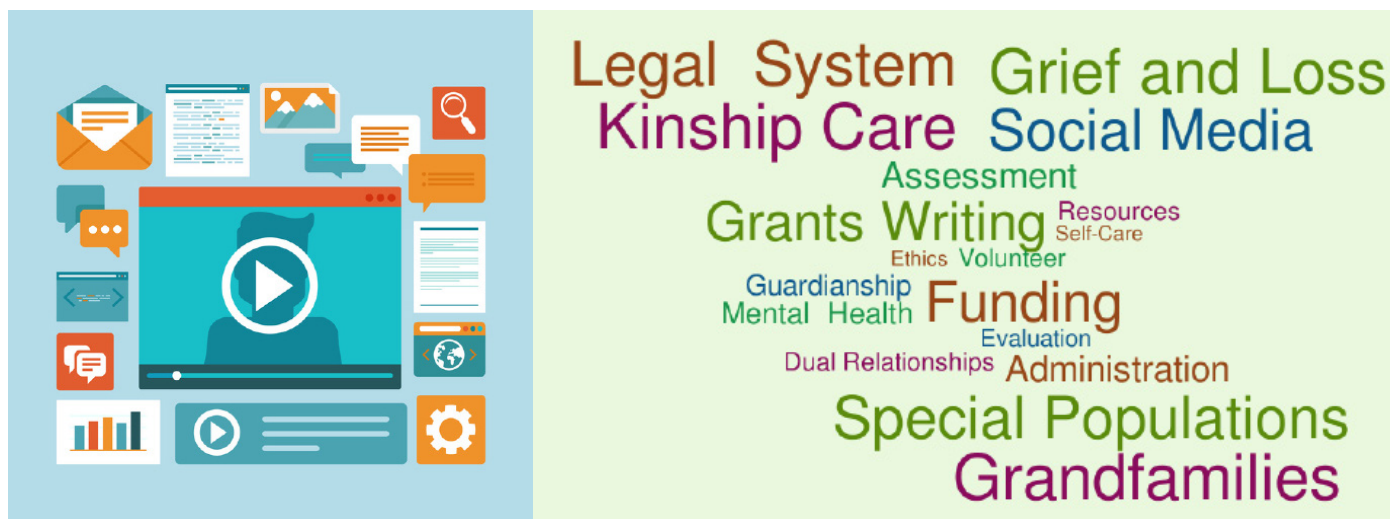 Legal System Grief and Loss
Kinship Care Social Media
Assessment
Grants Writing Resources
Self-Care
Ethics Volunteer
Guardianship Funding
Mental Health
Evaluation
Dual Relationships Administration
Special Populations
Grandfamilies